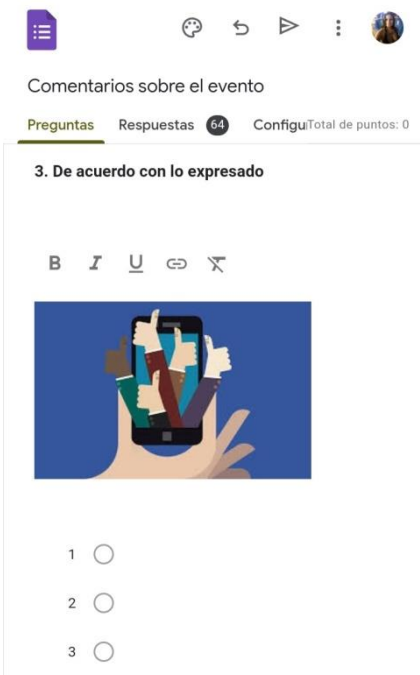 Comentarios sobre el evento
Preguntas Respuestas 64 Configu Total de puntos: 0
3. De acuerdo con lo expresado
B I U
1
2
3